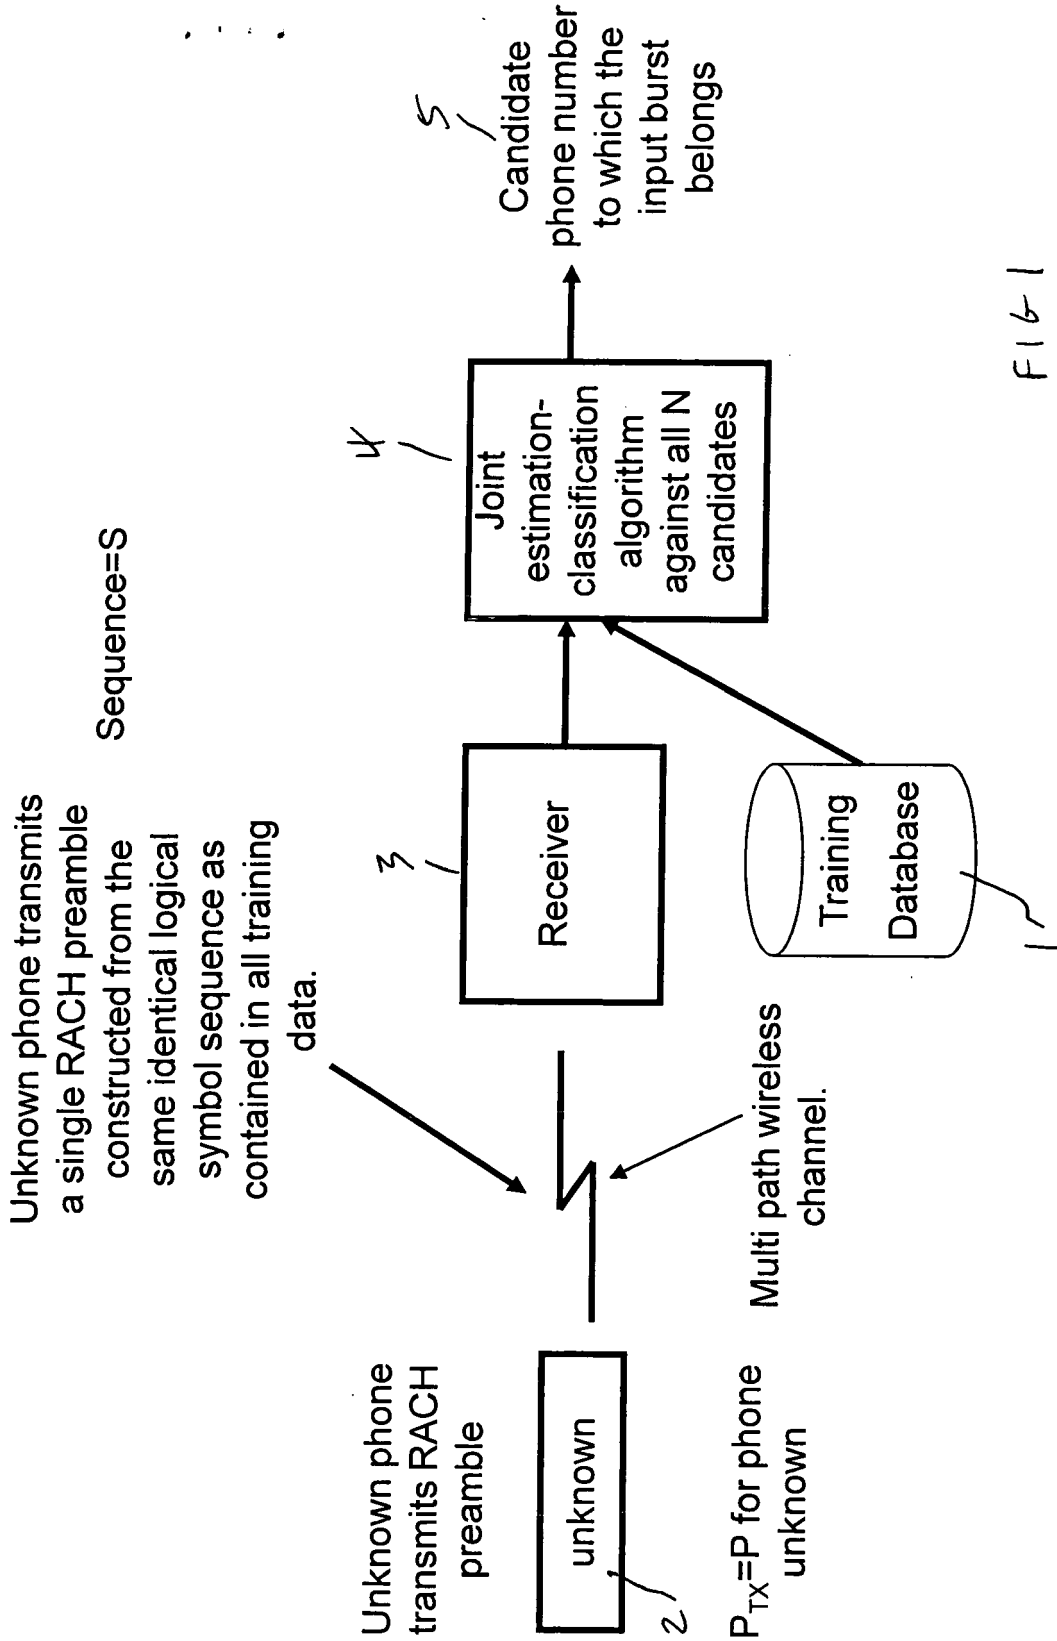 Unknown phone transmits
a single RACH preamble
constructed from the
same identical logical
symbol sequence as
contained in all training
data.
Sequence=S
Unknown phone
transmits RACH
preamble
unknown
2
P_TX=P for phone
unknown
Multi path wireless
channel.
3
Receiver
Training
Database
1
4
Joint
estimation-
classification
algorithm
against all N
candidates
5
Candidate
phone number
to which the
input burst
belongs
FIG 1